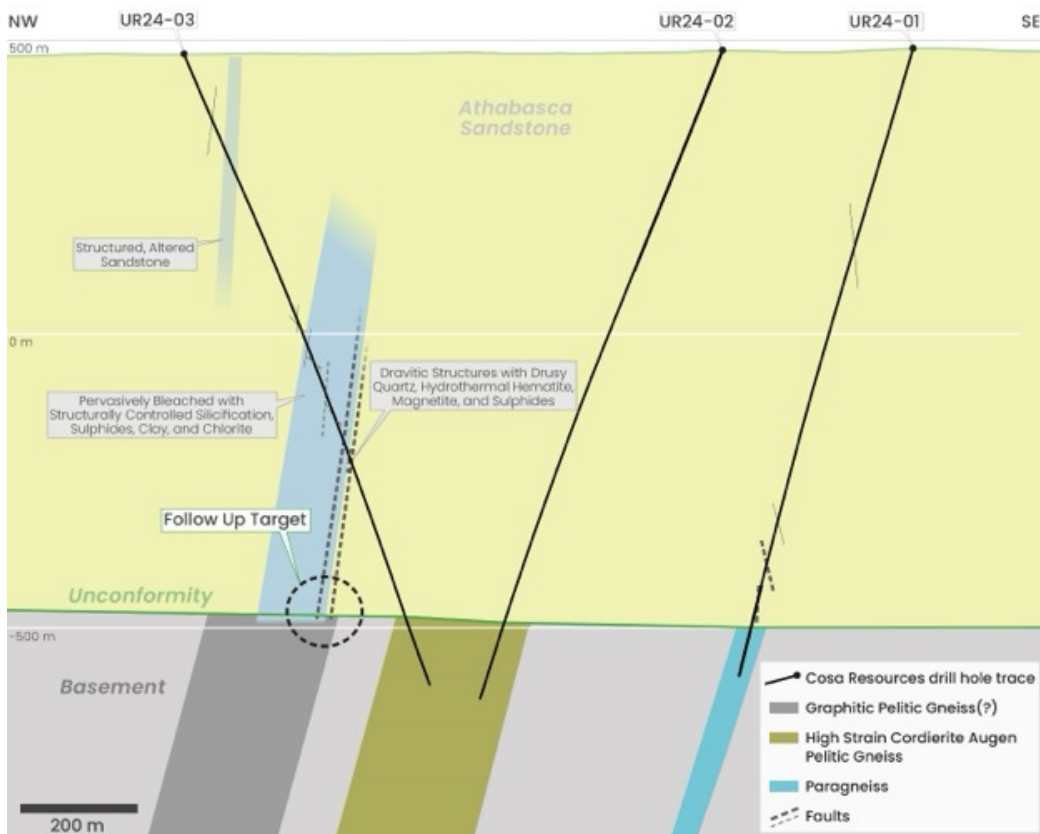 NW
UR24-03
UR24-02
UR24-01
SE
500 m
Athabasca
Sandstone
Structured, Altered
Sandstone
0 m
Dravitic Structures with Drusy
Quartz, Hydrothermal Hematite,
Magnetite, and Sulphides
Pervasively Bleached with
Structurally Controlled Silicification,
Sulphides, Clay, and Chlorite
Follow Up Target
Unconformity
-500 m
Basement
Cosa Resources drill hole trace
Graphitic Pelitic Gneiss(?)
High Strain Cordierite Augen
Pelitic Gneiss
Paragneiss
Faults
200 m